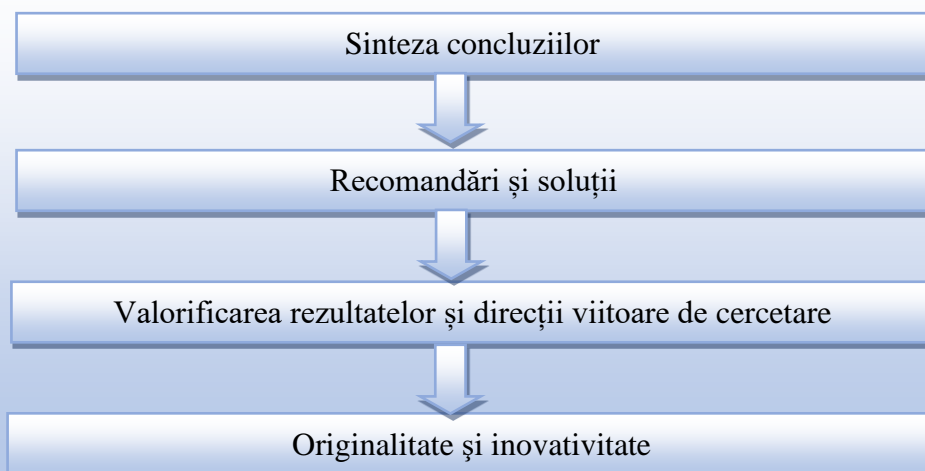 Sinteza concluziilor
Recomandări și soluții
Valorificarea rezultatelor și direcții viitoare de cercetare
Originalitate şi inovativitate